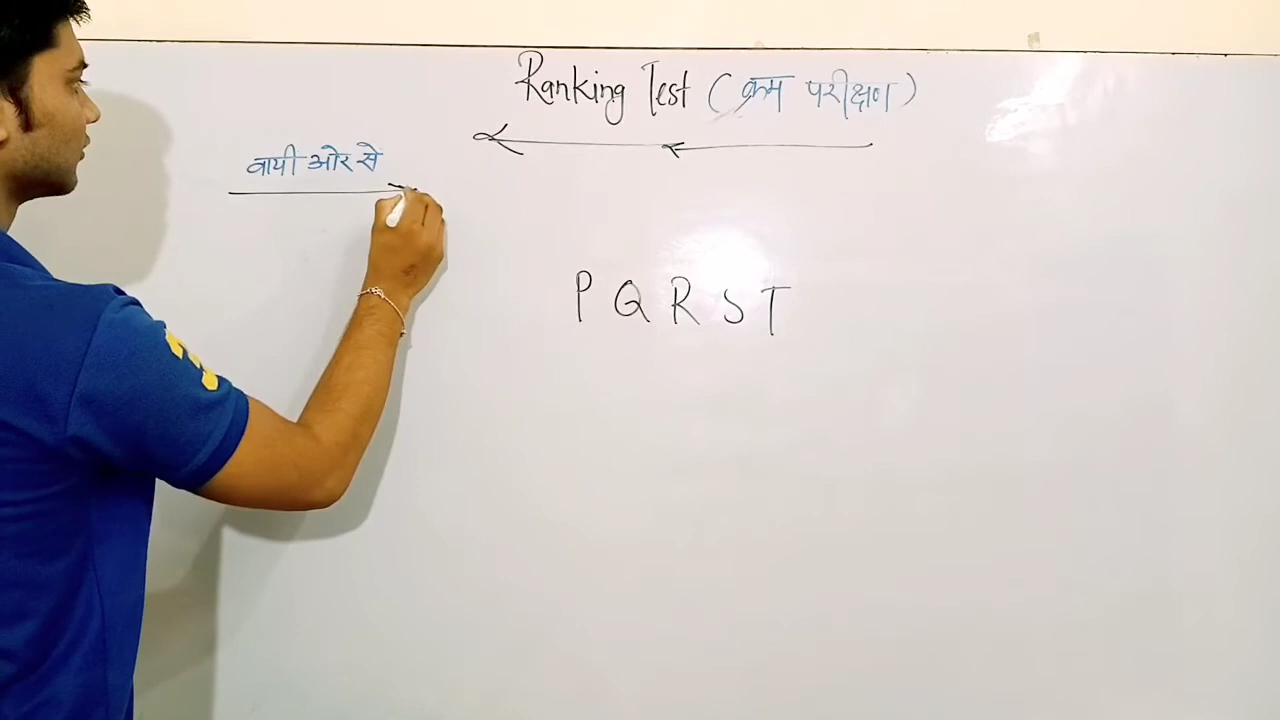 Ranking Test (क्रम परीक्षण)
वायी ओर से
P Q R S T